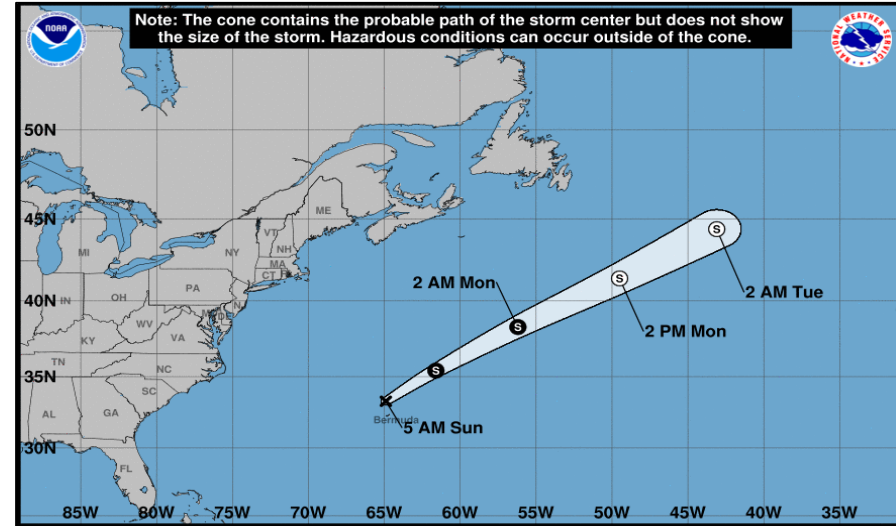 Note: The cone contains the probable path of the storm center but does not show
the size of the storm. Hazardous conditions can occur outside of the cone.
NOAA
NATIONAL WEATHER SERVICE
50N
45N
ME
VT
NH
MI
NY
MA
CT
2 AM Mon
S
2 AM Tue
40N
IN
OH
PA
S
2 PM Mon
WV
DE
S
KY
VA
35N
TN
NC
S
SC
Bermuda
5 AM Sun
AL
GA
30N
FL
85W
80W
75W
70W
65W
60W
55W
50W
45W
40W
35W